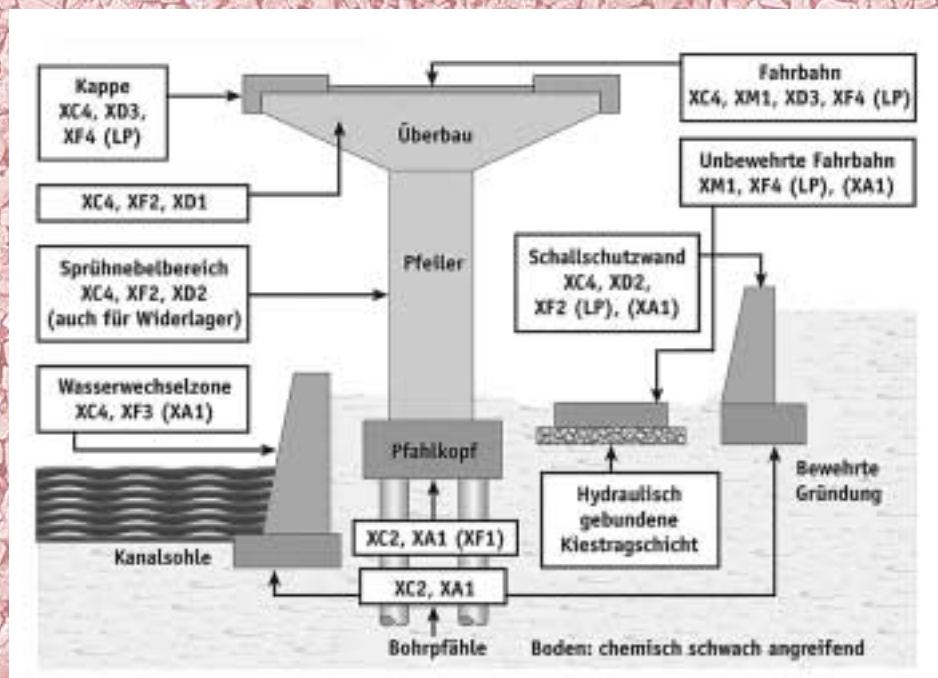 Kappe
XC4, XD3,
XF4 (LP)
Fahrbahn
XC4, XM1, XD3, XF4 (LP)
Überbau
Unbewehrte Fahrbahn
XM1, XF4 (LP), (XA1)
XC4, XF2, XD1
Sprühnebelbereich
XC4, XF2, XD2
(auch für Widerlager)
Pfeiler
Schallschutzwand
XC4, XD2,
XF2 (LP), (XA1)
Wasserwechselzone
XC4, XF3 (XA1)
Pfahlkopf
Hydraulisch
gebundene
Kiestragschicht
Bewehrte
Gründung
XC2, XA1 (XF1)
Kanalsohle
XC2, XA1
Bohrpfähle
Boden: chemisch schwach angreifend